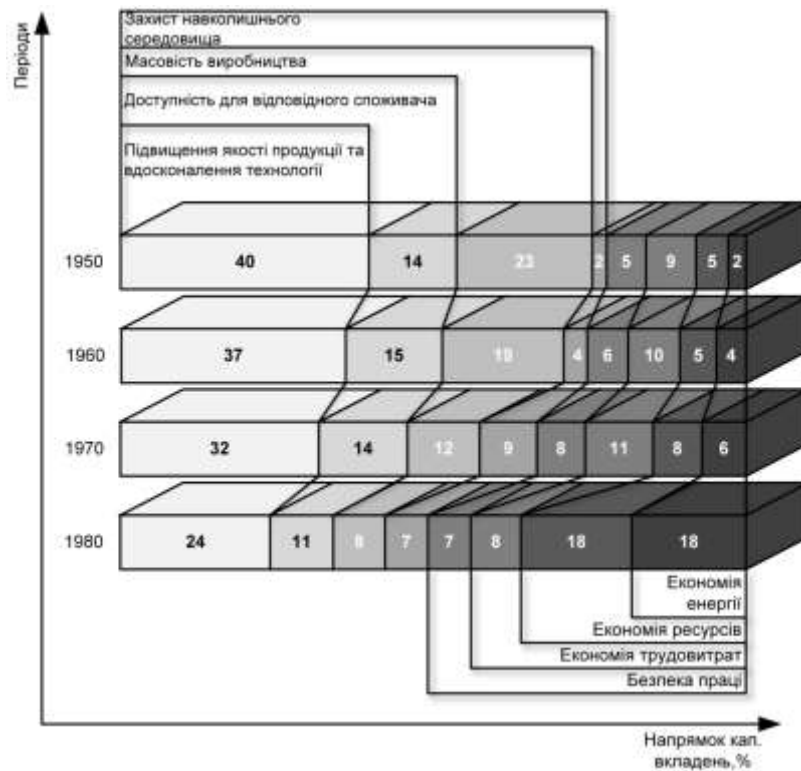 Періоди
Захист навколишнього
середовища
Масовість виробництва
Доступність для відповідного споживача
Підвищення якості продукції та
вдосконалення технології
1950
40 14 23 2 5 9 5 2
1960
37 15 19 4 6 10 5 4
1970
32 14 12 9 8 11 8 6
1980
24 11 8 7 7 8 18 18
Економія
енергії
Економія ресурсів
Економія трудовитрат
Безпека праці
Напрямок кап.
вкладень,%